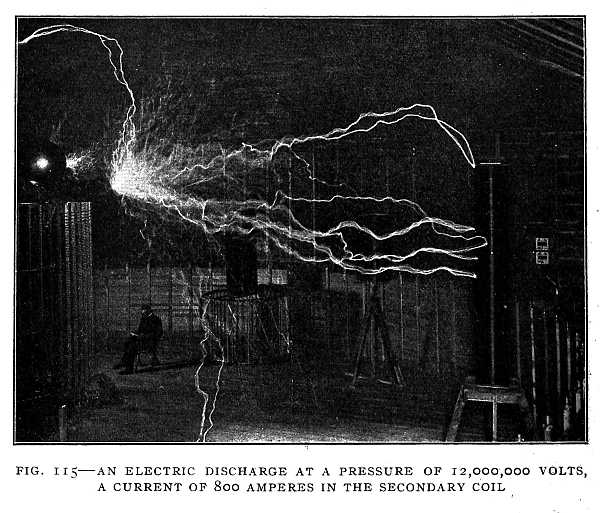 FIG. 115—AN ELECTRIC DISCHARGE AT A PRESSURE OF 12,000,000 VOLTS,
A CURRENT OF 800 AMPERES IN THE SECONDARY COIL